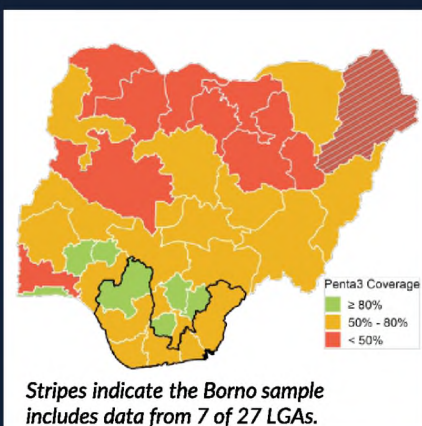 Penta3 Coverage
≥ 80%
50% - 80%
< 50%
Stripes indicate the Borno sample
includes data from 7 of 27 LGAs.